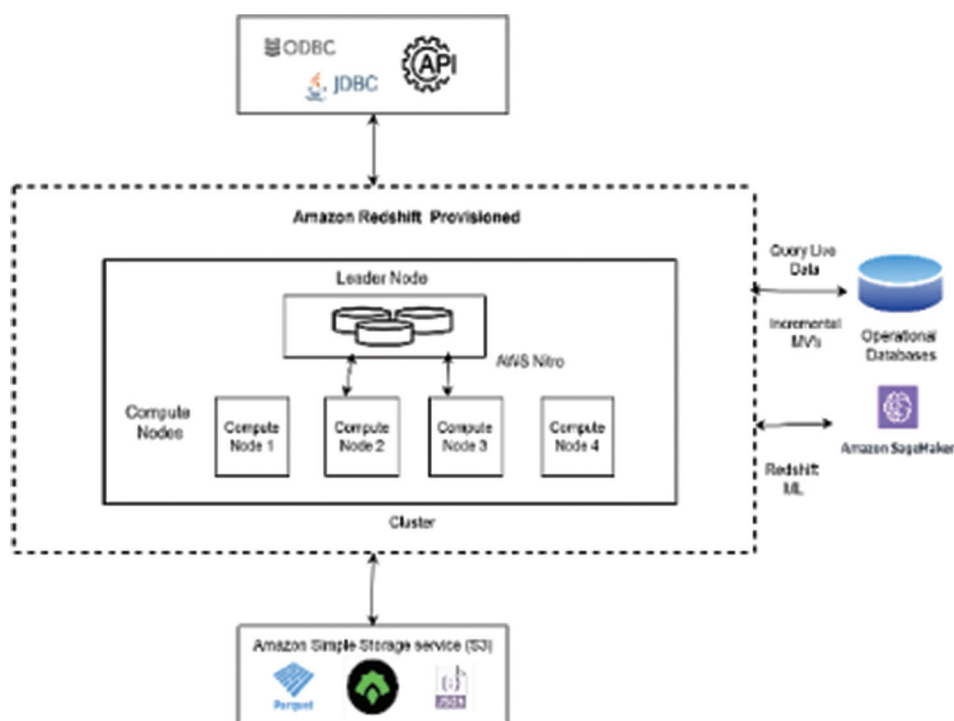 ODBC
JDBC
API
Amazon Redshift Provisioned
Leader Node
AWS Nitro
Compute
Nodes
Compute
Node 1
Compute
Node 2
Compute
Node 3
Compute
Node 4
Cluster
Query Live
Data
Incremental
MV's
Operational
Databases
Amazon SageMaker
Redshift
ML
Amazon Simple Storage service (S3)
Parquet
JSON